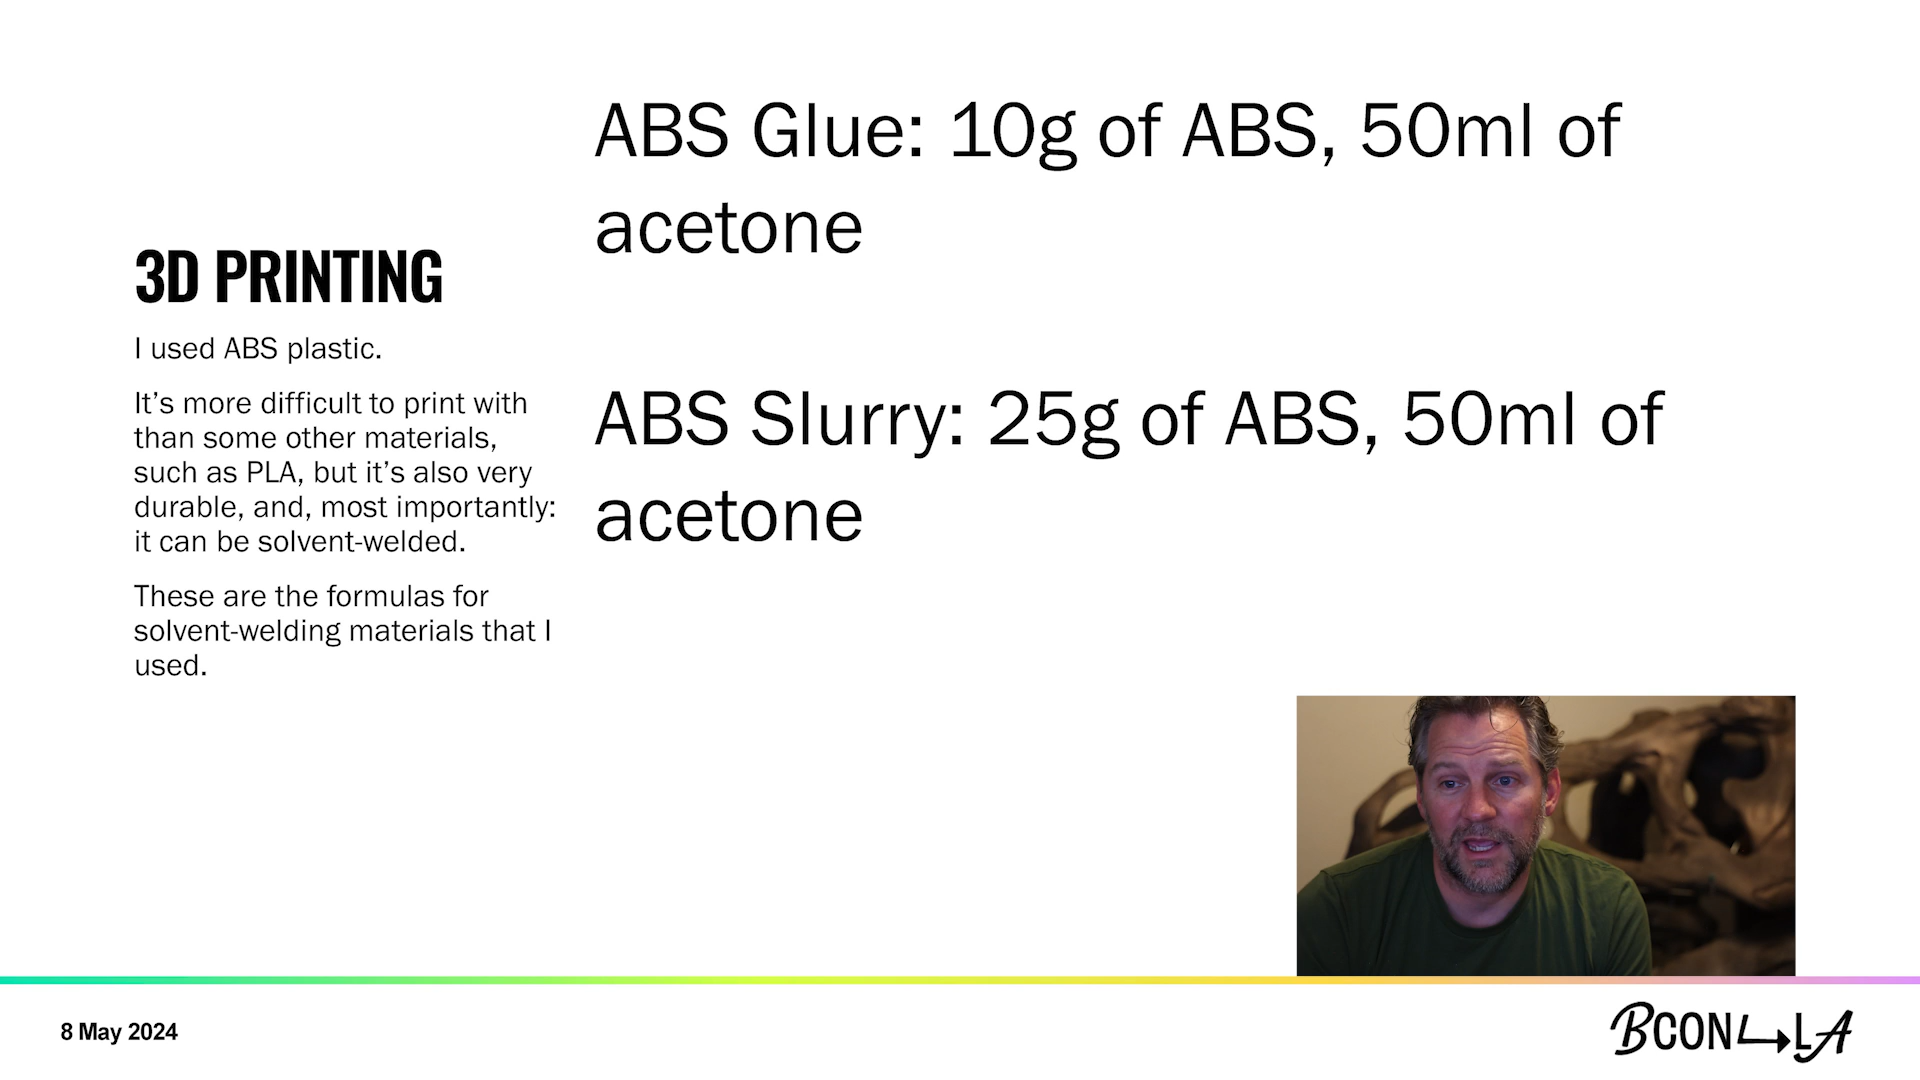 3D PRINTING
I used ABS plastic.
It’s more difficult to print with
than some other materials,
such as PLA, but it’s also very
durable, and, most importantly:
it can be solvent-welded.
These are the formulas for
solvent-welding materials that I
used.
ABS Glue: 10g of ABS, 50ml of
acetone
ABS Slurry: 25g of ABS, 50ml of
acetone
8 May 2024
BCON LA